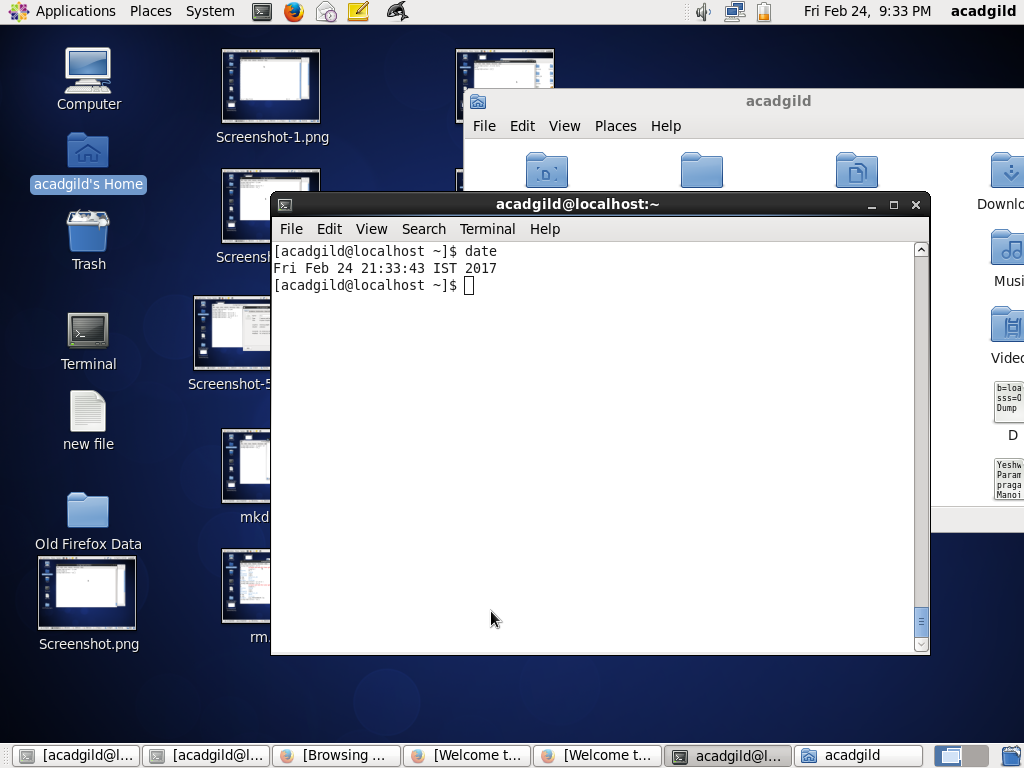 Applications Places System
Fri Feb 24, 9:33 PM acadgild
Computer
acadgild's Home
Trash
Terminal
new file
Old Firefox Data
Screenshot.png
Screenshot-1.png
Screensh
Screenshot-5
mkd
rm.
acadgild
File Edit View Places Help
Downlo
Musi
Video
b=loa
sss=0
Dump
D
Yeshw
Param
praga
Manoj
acadgild@localhost:~
File Edit View Search Terminal Help
[acadgild@localhost ~]$ date
Fri Feb 24 21:33:43 IST 2017
[acadgild@localhost ~]$
[acadgild@l... [acadgild@l... [Browsing ... [Welcome t... [Welcome t... acadgild@l... acadgild